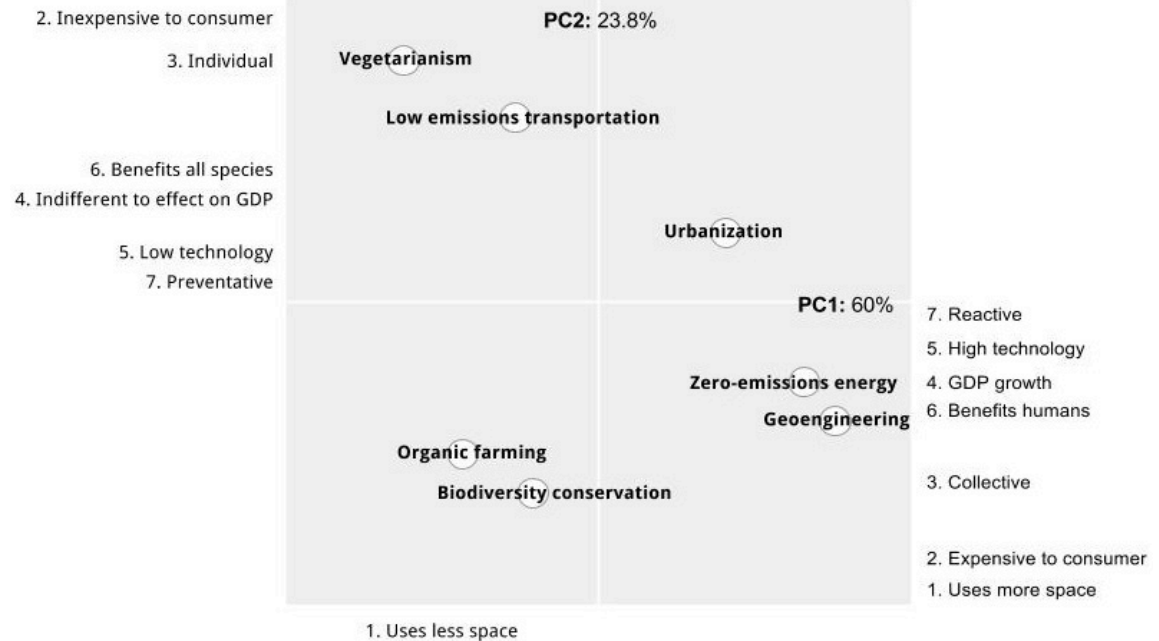 2. Inexpensive to consumer
PC2: 23.8%
3. Individual
Vegetarianism
Low emissions transportation
6. Benefits all species
4. Indifferent to effect on GDP
Urbanization
5. Low technology
7. Preventative
PC1: 60%
7. Reactive
5. High technology
Zero-emissions energy
4. GDP growth
6. Benefits humans
Geoengineering
Organic farming
3. Collective
Biodiversity conservation
2. Expensive to consumer
1. Uses more space
1. Uses less space